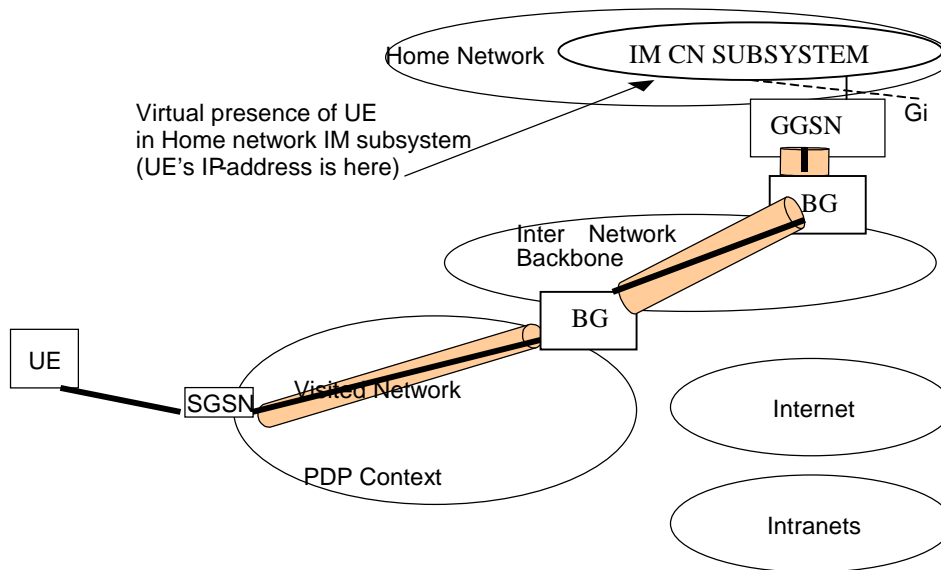 Home Network
IM CN SUBSYSTEM
Virtual presence of UE
in Home network IM subsystem
(UE's IP-address is here)
Gi
GGSN
BG
Inter Network
Backbone
BG
UE
SGSN
Visited Network
PDP Context
Internet
Intranets